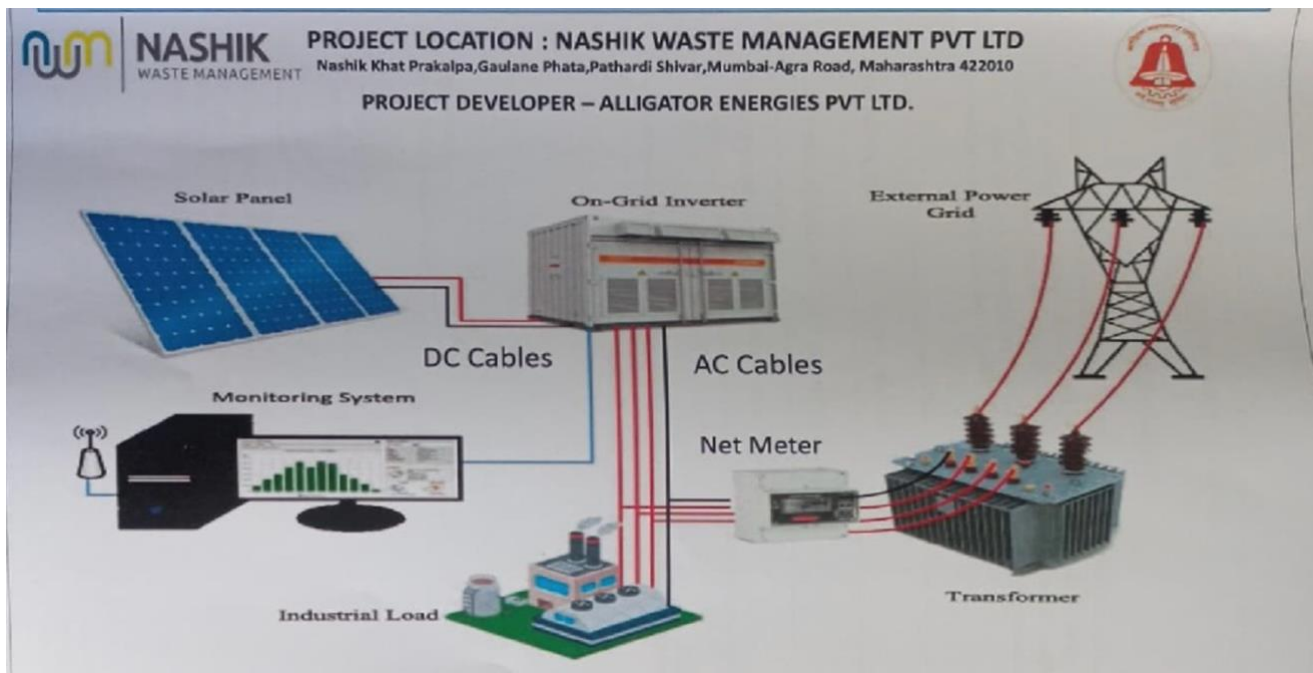 NASHIK
WASTE MANAGEMENT
PROJECT LOCATION : NASHIK WASTE MANAGEMENT PVT LTD
Nashik Khat Prakalpa,Gaulane Phata,Pathardi Shivar,Mumbai-Agra Road, Maharashtra 422010
PROJECT DEVELOPER – ALLIGATOR ENERGIES PVT LTD.
Solar Panel
On-Grid Inverter
External Power
Grid
DC Cables
AC Cables
Monitoring System
Net Meter
Industrial Load
Transformer